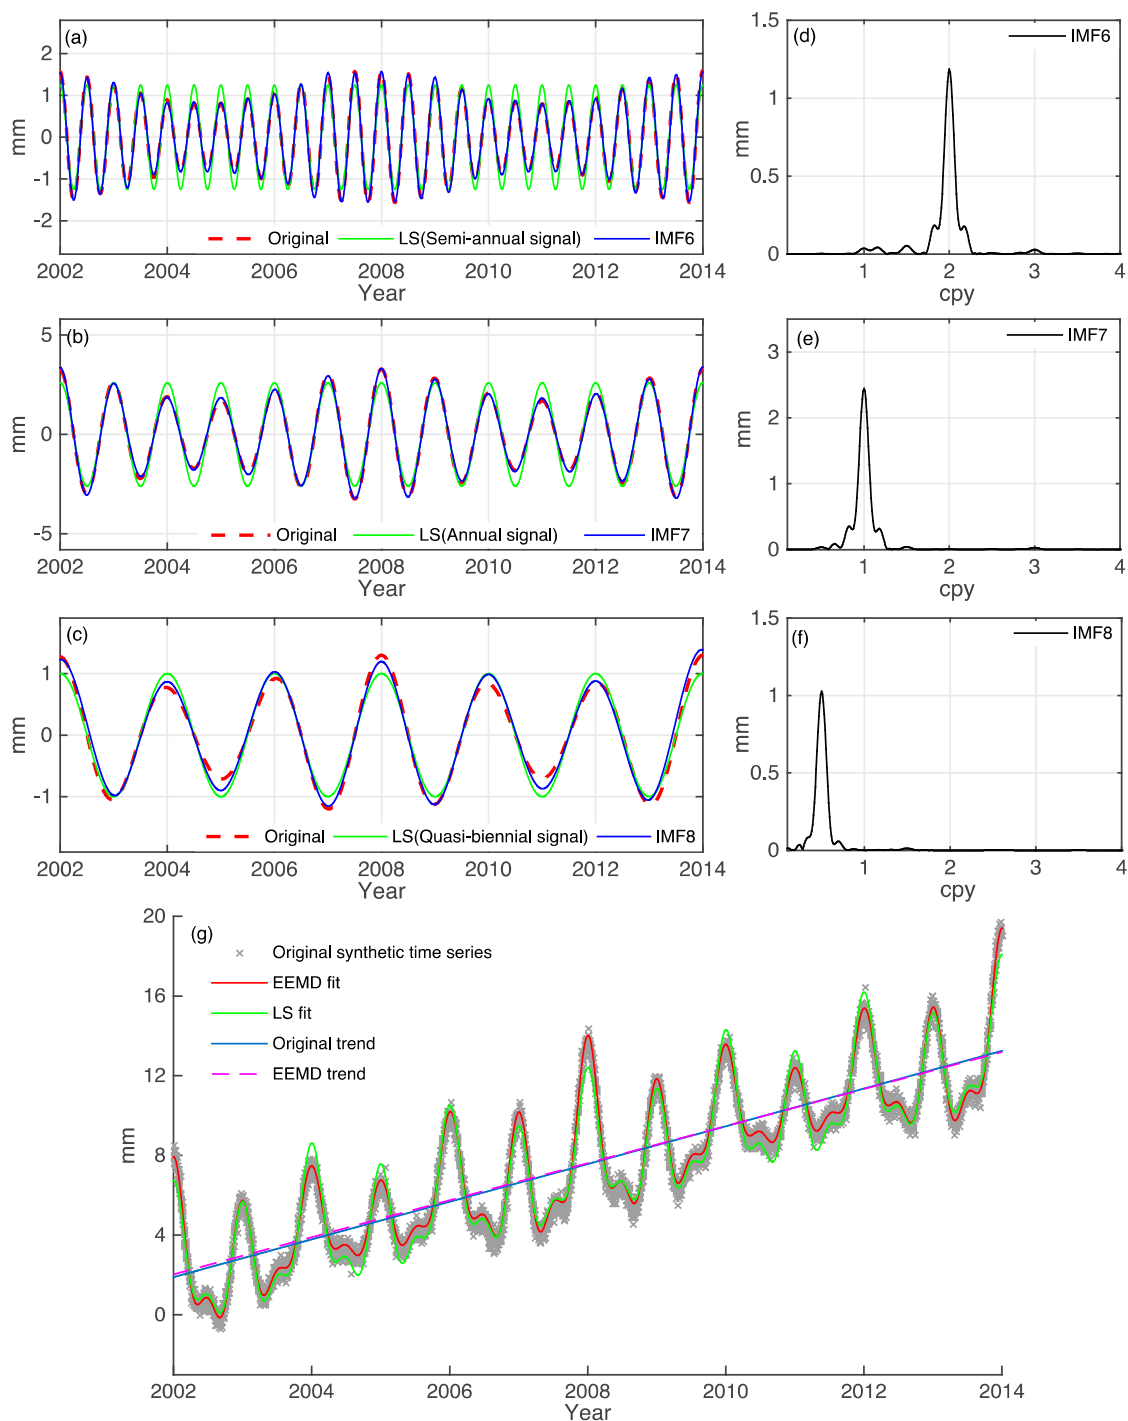 (a)
2
1
0
-1
-2
mm
Original
LS(Semi-annual signal)
IMF6
2002 2004 2006 2008 2010 2012 2014
Year
(d)
IMF6
1.5
1
0.5
0
mm
1 2 3 4
cpy
(b)
5
0
-5
mm
Original
LS(Annual signal)
IMF7
2002 2004 2006 2008 2010 2012 2014
Year
(e)
IMF7
3
2
1
0
mm
1 2 3 4
cpy
(c)
1
0
-1
mm
Original
LS(Quasi-biennial signal)
IMF8
2002 2004 2006 2008 2010 2012 2014
Year
(f)
IMF8
1.5
1
0.5
0
mm
1 2 3 4
cpy
(g)
20
16
12
8
4
0
mm
Original synthetic time series
EEMD fit
LS fit
Original trend
EEMD trend
2002 2004 2006 2008 2010 2012 2014
Year